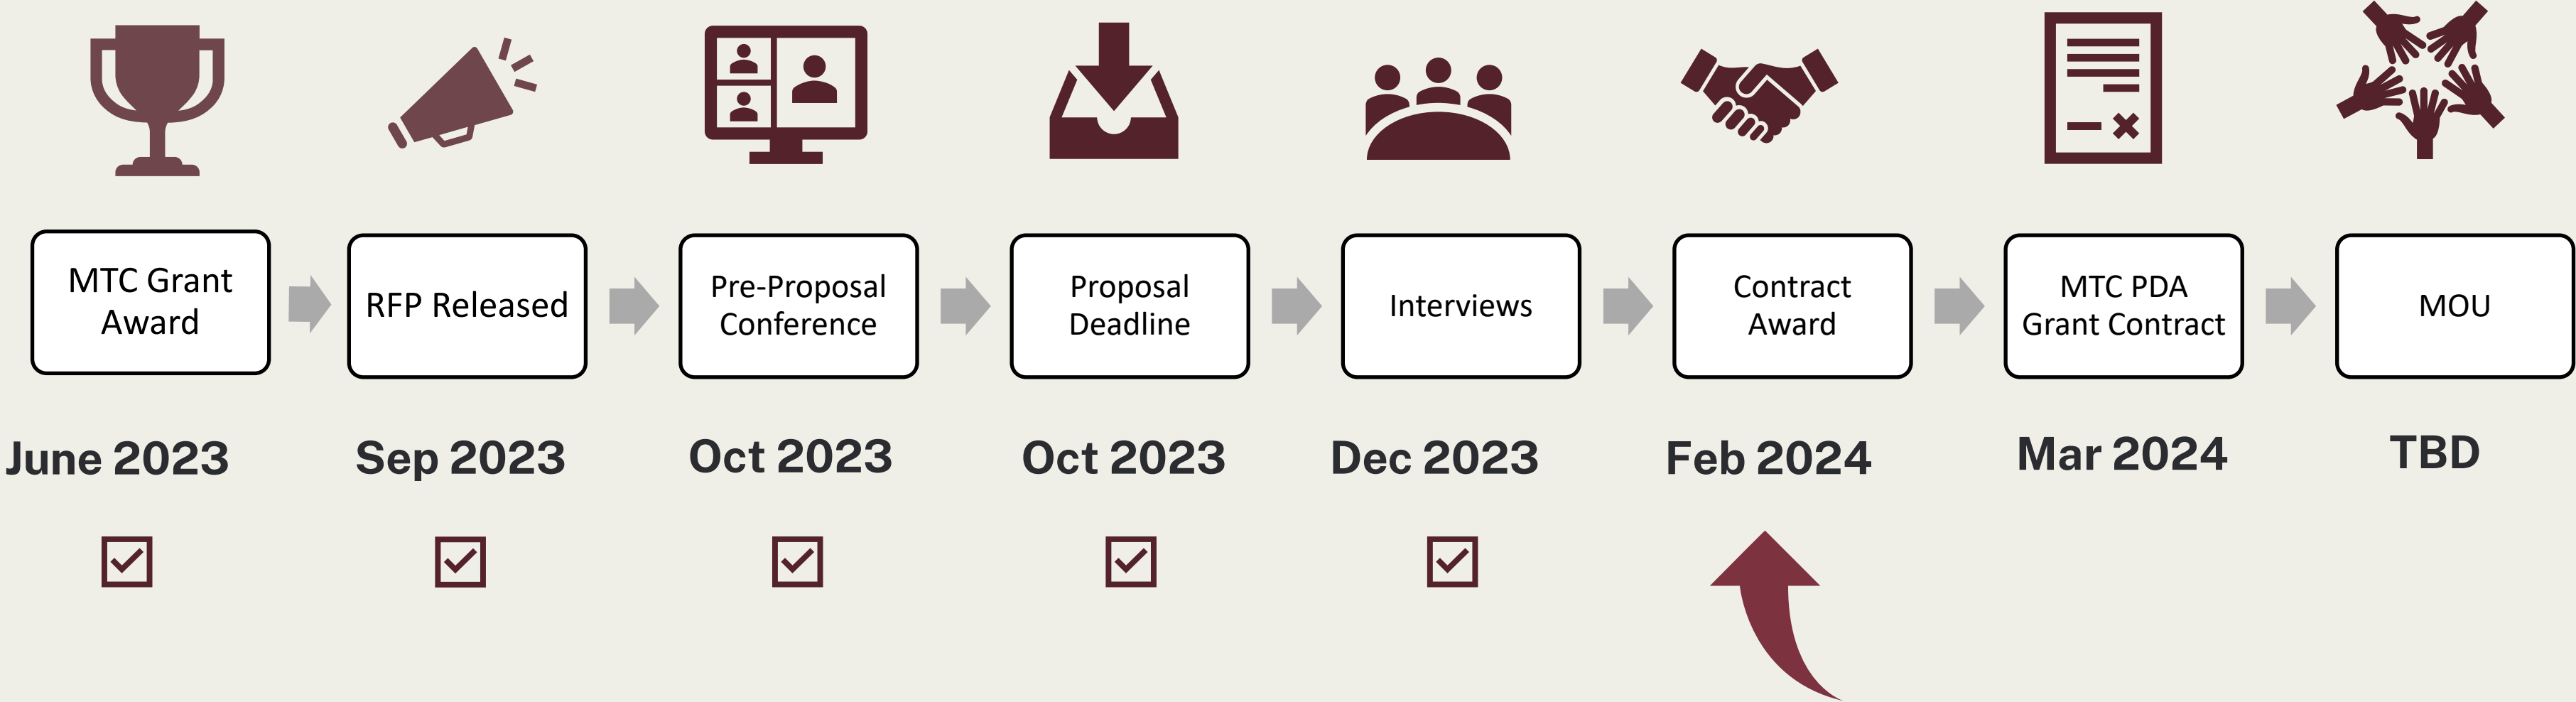 MTC Grant
Award
RFP Released
Pre-Proposal
Conference
Proposal
Deadline
Interviews
Contract
Award
MTC PDA
Grant Contract
MOU
June 2023
Sep 2023
Oct 2023
Oct 2023
Dec 2023
Feb 2024
Mar 2024
TBD